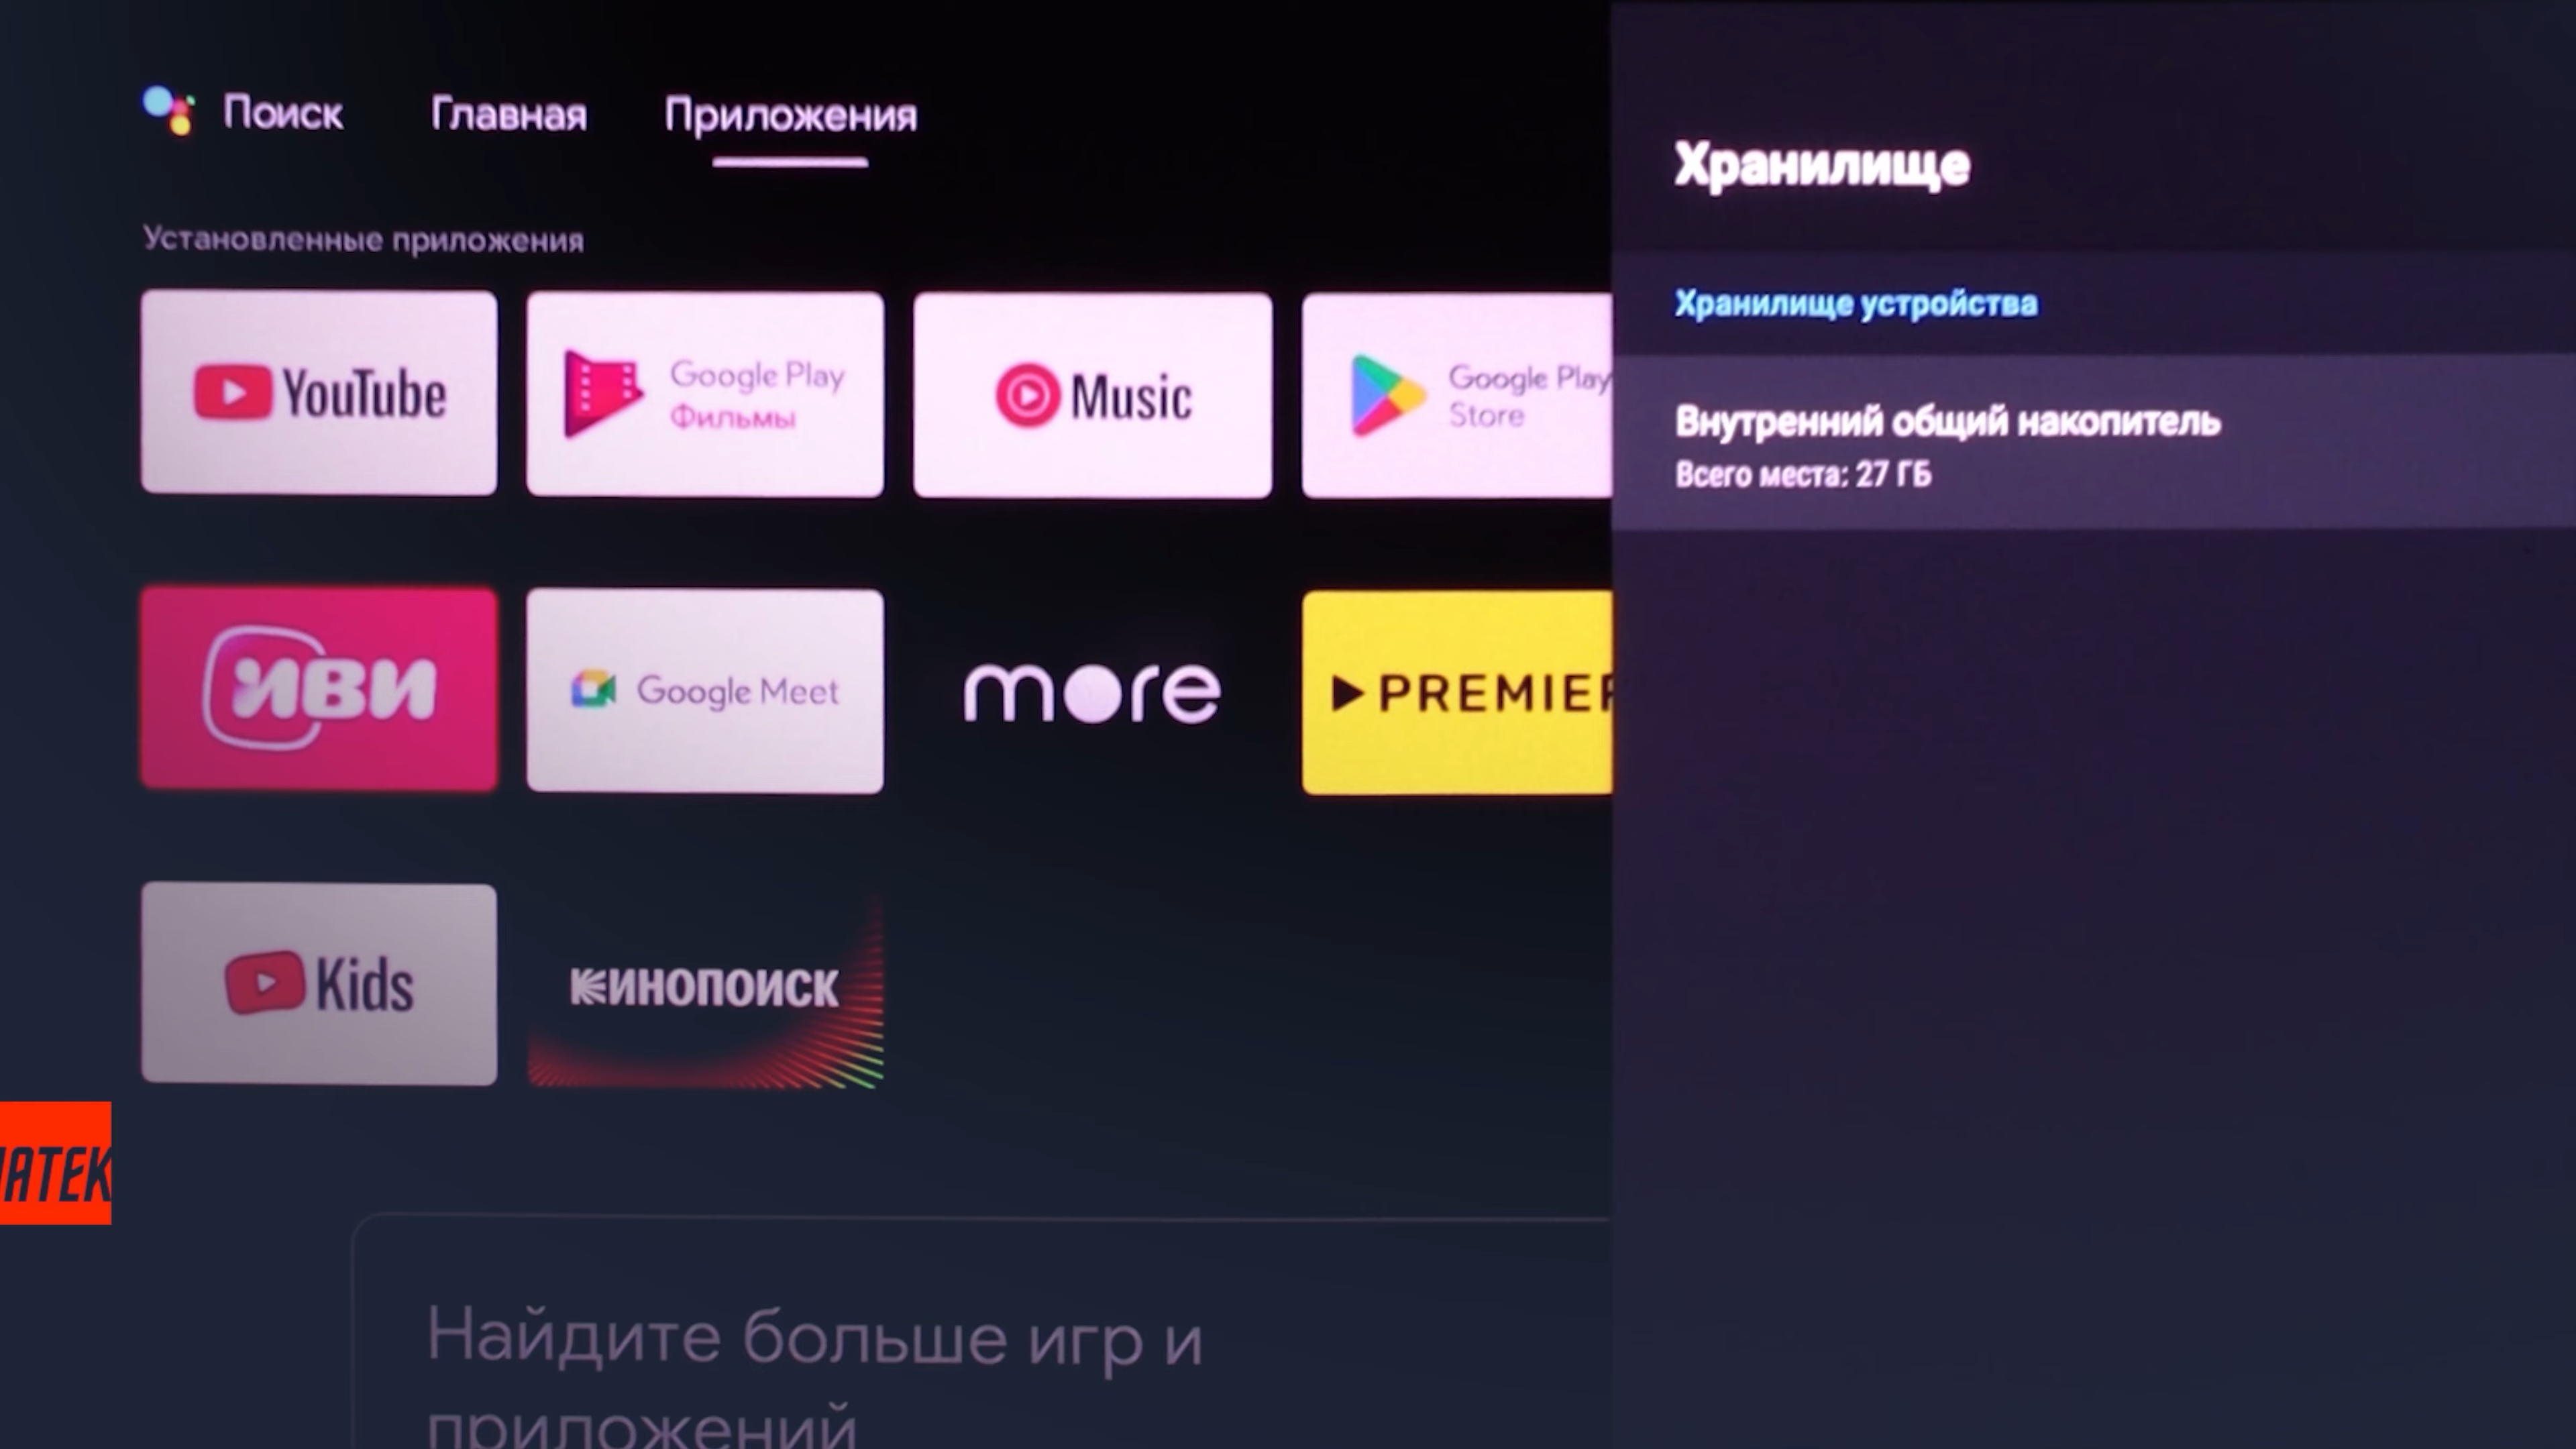 Поиск
Главная
Приложения
Установленные приложения
YouTube
Google Play
Фильмы
Music
Google Play
Store
иви
Google Meet
more
PREMIER
Kids
КИНОПОИСК
Найдите больше игр и
приложений
Хранилище
Хранилище устройства
Внутренний общий накопитель
Всего места: 27 ГБ